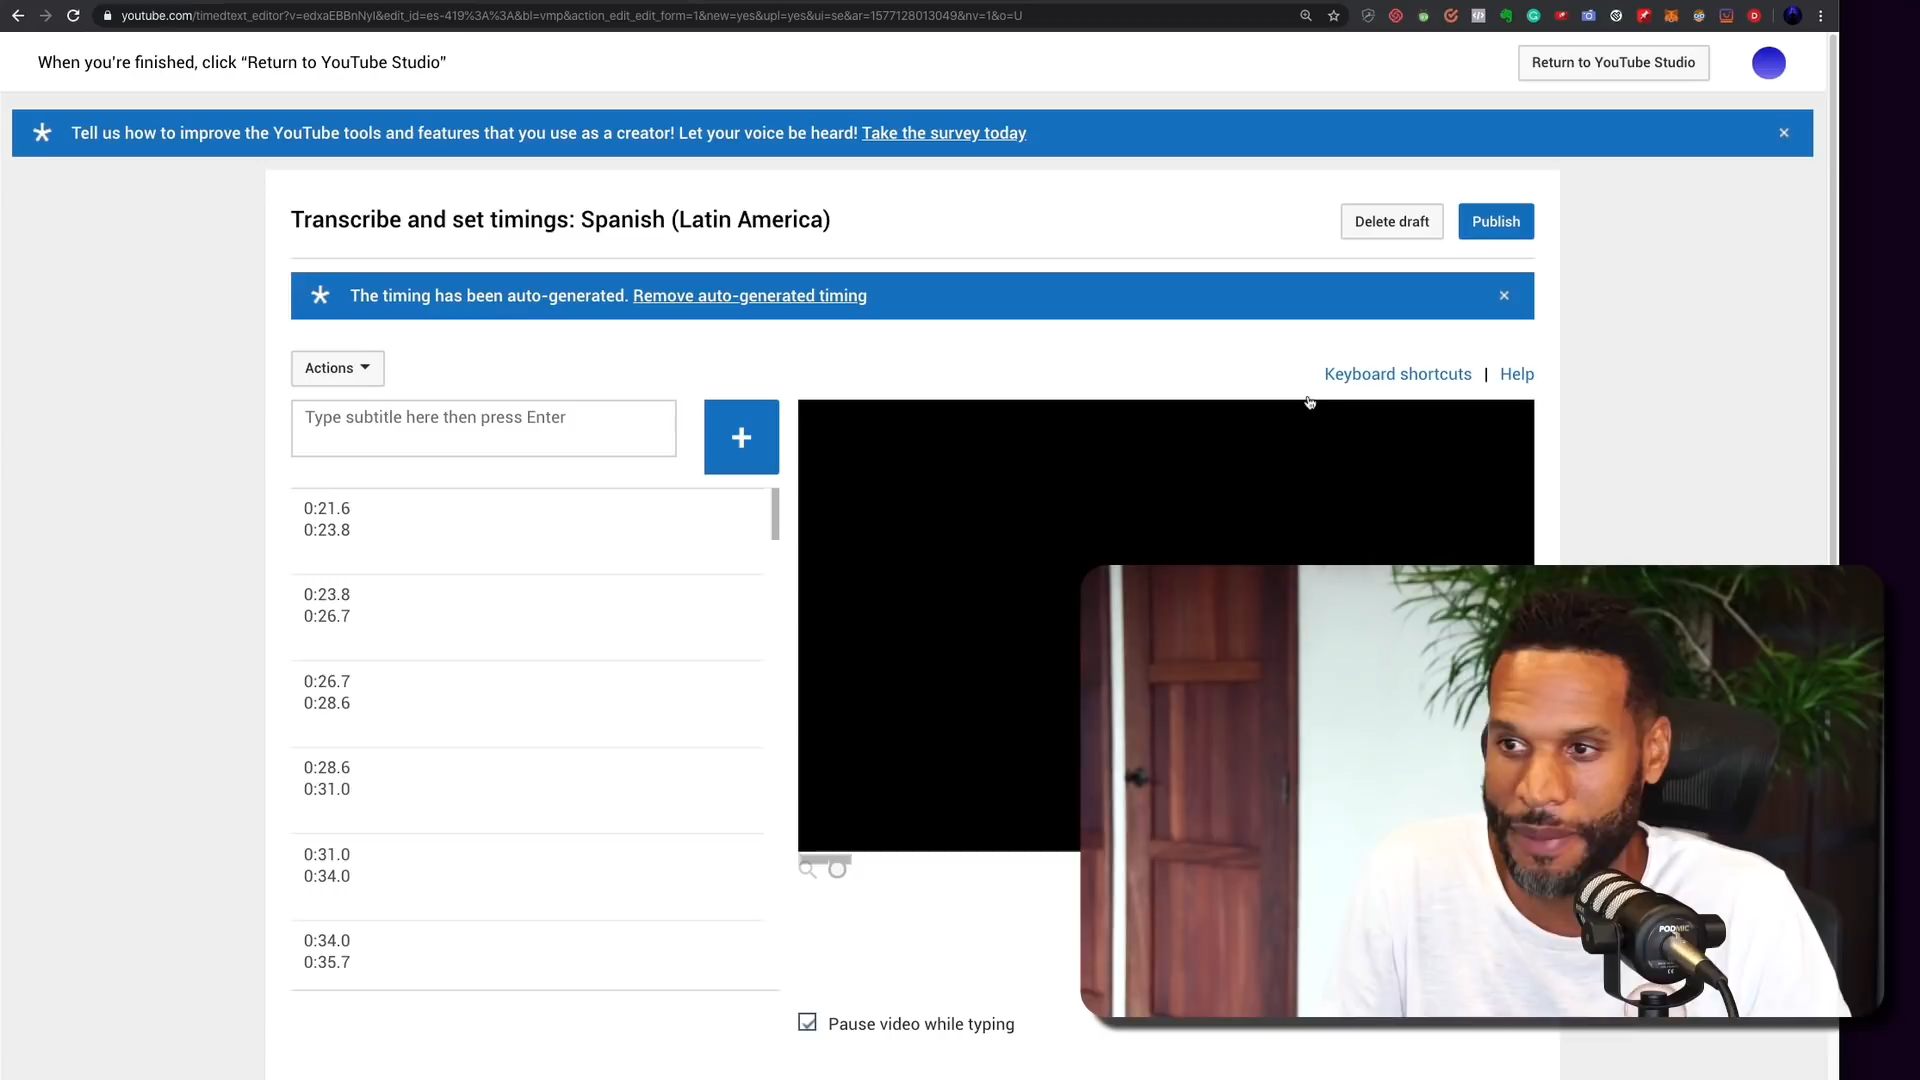 youtube.com/timedtext_editor?v=edxaEBBnNyI&edit_id=es-419%3A%3A&bl=vmp&action_edit_edit_form=1&new=yes&upl=yes&ui=se&ar=1577128013049&nv=1&o=U
When you're finished, click “Return to YouTube Studio”
Return to YouTube Studio
Tell us how to improve the YouTube tools and features that you use as a creator! Let your voice be heard! Take the survey today
Transcribe and set timings: Spanish (Latin America)
Delete draft
Publish
The timing has been auto-generated. Remove auto-generated timing
Actions
Keyboard shortcuts | Help
Type subtitle here then press Enter
+
0:21.6
0:23.8
0:23.8
0:26.7
0:26.7
0:28.6
0:28.6
0:31.0
0:31.0
0:34.0
0:34.0
0:35.7
PODMIC
Pause video while typing